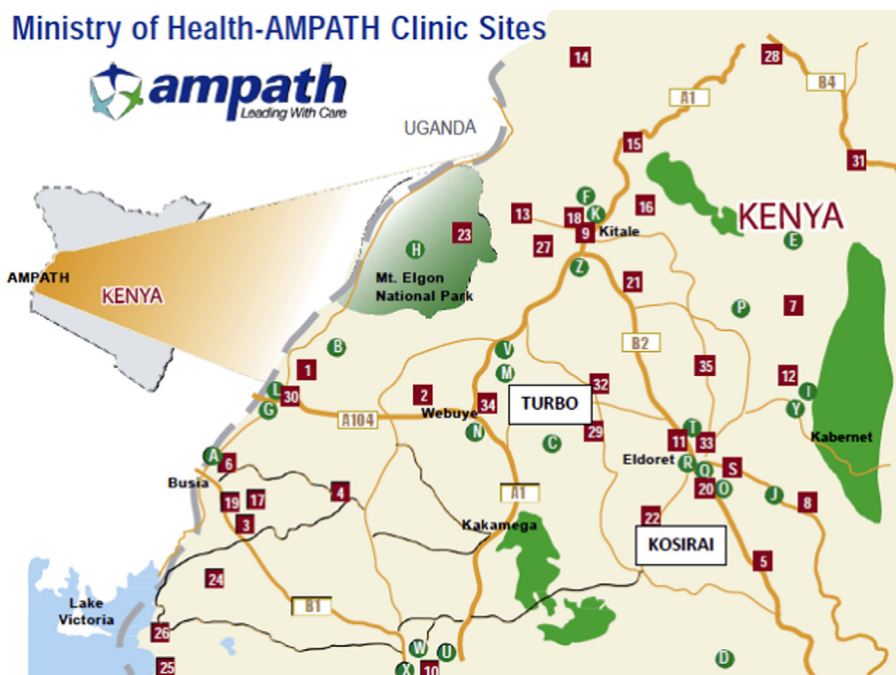 Ministry of Health-AMPATH Clinic Sites
ampath
Leading With Care
UGANDA
14
28
A1
B4
15
31
F
13
18
K
16
KENYA
9
Kitale
23
H
27
E
Z
AMPATH
KENYA
Mt. Elgon
National Park
21
P
7
B
V
B2
1
M
35
12
L
30
2
32
I
G
34
TURBO
Y
A104
Webuye
N
29
C
T
11
33
Kabernet
A
6
Eldoret
R
Q
S
Busia
4
A1
20
O
J
19
17
8
3
Kakamega
22
KOSIRAI
5
24
B1
Lake
Victoria
26
W
U
D
25
X
10